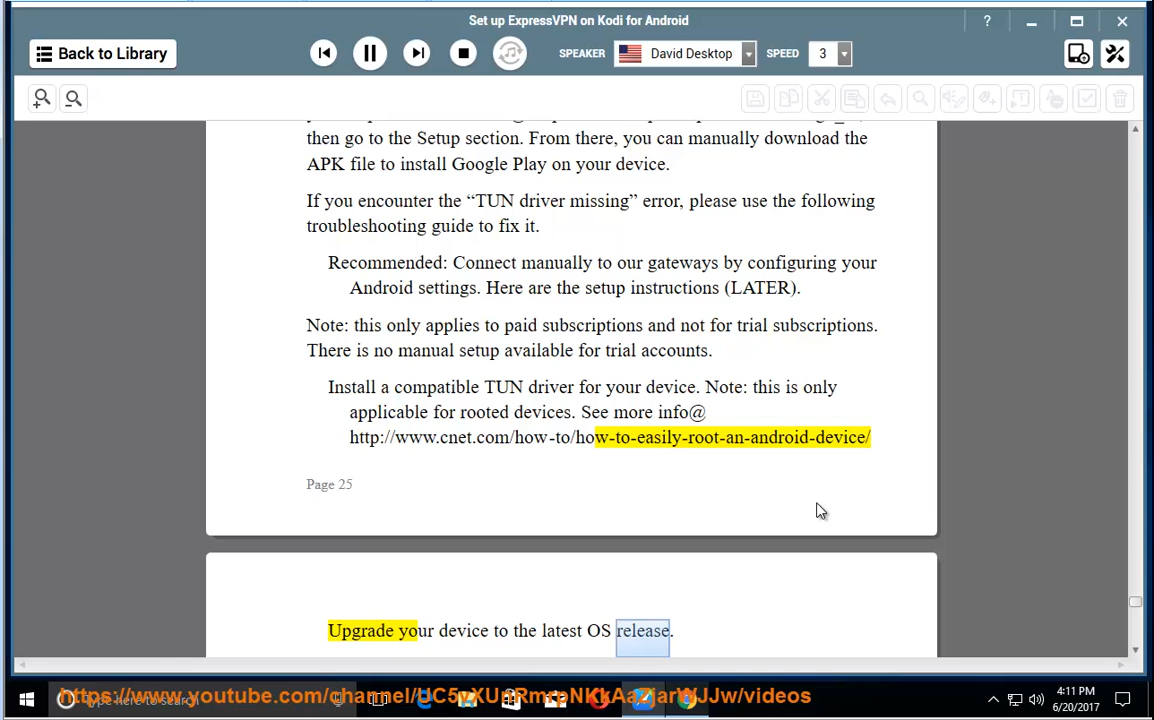 Set up ExpressVPN on Kodi for Android
?
Back to Library
SPEAKER David Desktop SPEED 3
then go to the Setup section. From there, you can manually download the
APK file to install Google Play on your device.
If you encounter the “TUN driver missing” error, please use the following
troubleshooting guide to fix it.
Recommended: Connect manually to our gateways by configuring your
Android settings. Here are the setup instructions (LATER).
Note: this only applies to paid subscriptions and not for trial subscriptions.
There is no manual setup available for trial accounts.
Install a compatible TUN driver for your device. Note: this is only
applicable for rooted devices. See more info@
http://www.cnet.com/how-to/how-to-easily-root-an-android-device/
Page 25
Upgrade your device to the latest OS release.
Type here to search
4:11 PM
6/20/2017